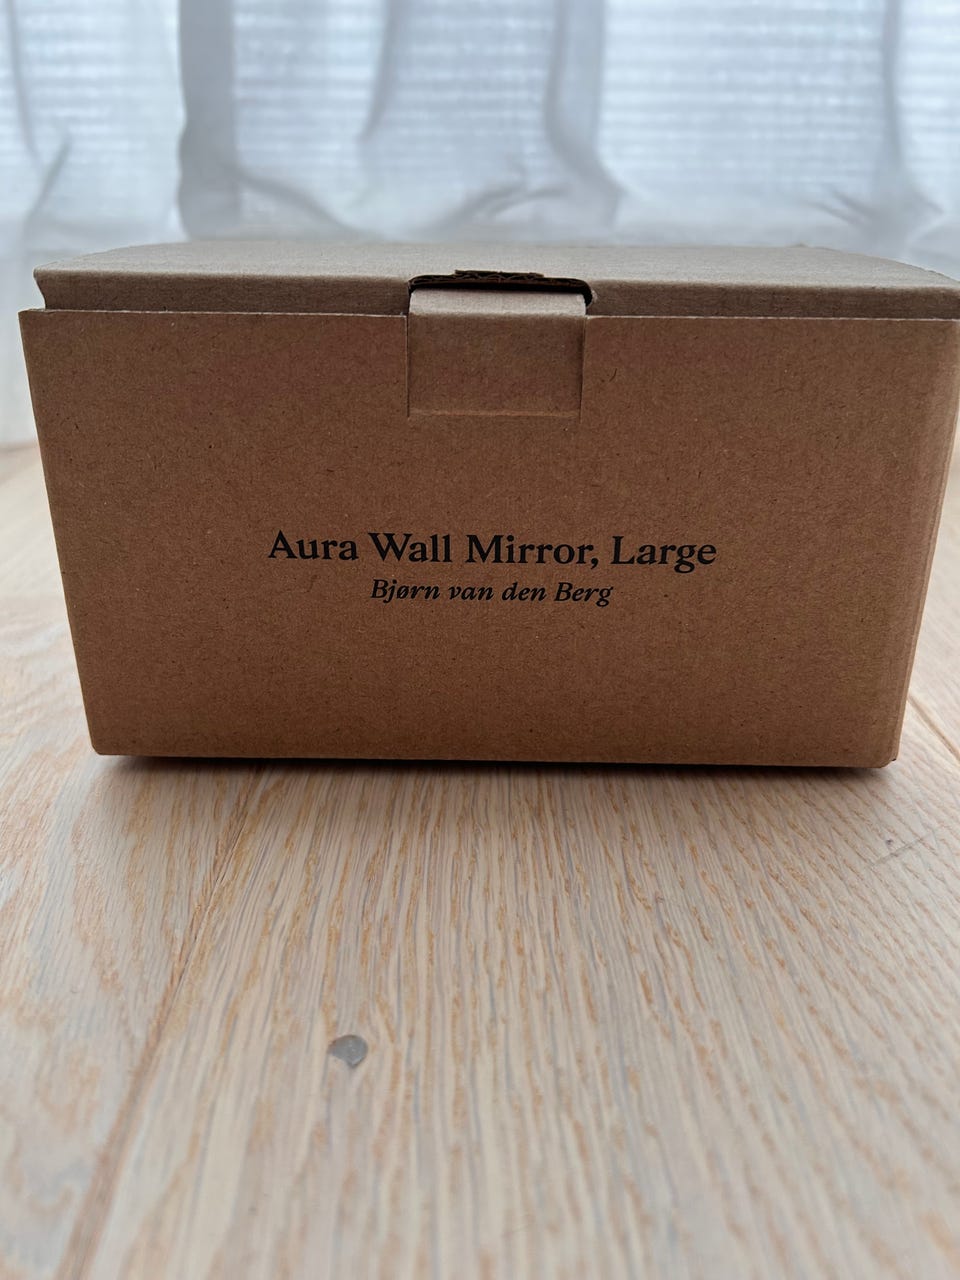 Aura Wall Mirror, Large
Bjørn van den Berg